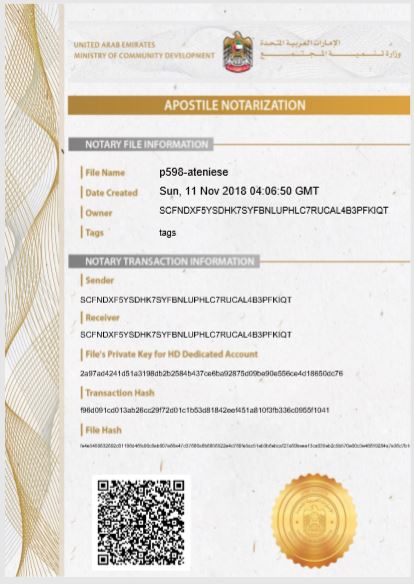 UNITED ARAB EMIRATES
MINISTRY OF COMMUNITY DEVELOPMENT
الإمارات العربية المتحدة
وزارة تنمية المجتمع
APOSTILE NOTARIZATION
NOTARY FILE INFORMATION
File Name p598-ateniese
Date Created Sun, 11 Nov 2018 04:06:50 GMT
Owner SCFNDXF5YSDHK7SYFBNLUPHLC7RUCAL4B3PFKIQT
Tags tags
NOTARY TRANSACTION INFORMATION
Sender
SCFNDXF5YSDHK7SYFBNLUPHLC7RUCAL4B3PFKIQT
Receiver
SCFNDXF5YSDHK7SYFBNLUPHLC7RUCAL4B3PFKIQT
File's Private Key for HD Dedicated Account
2a97ad4241d51a3198db2b2584b437ce6ba92875d09be90e556ce4d18650dc76
Transaction Hash
f96d091cd013ab26cc29f72d01c1b53d81842eef451a810f3fb336c0955f1041
File Hash